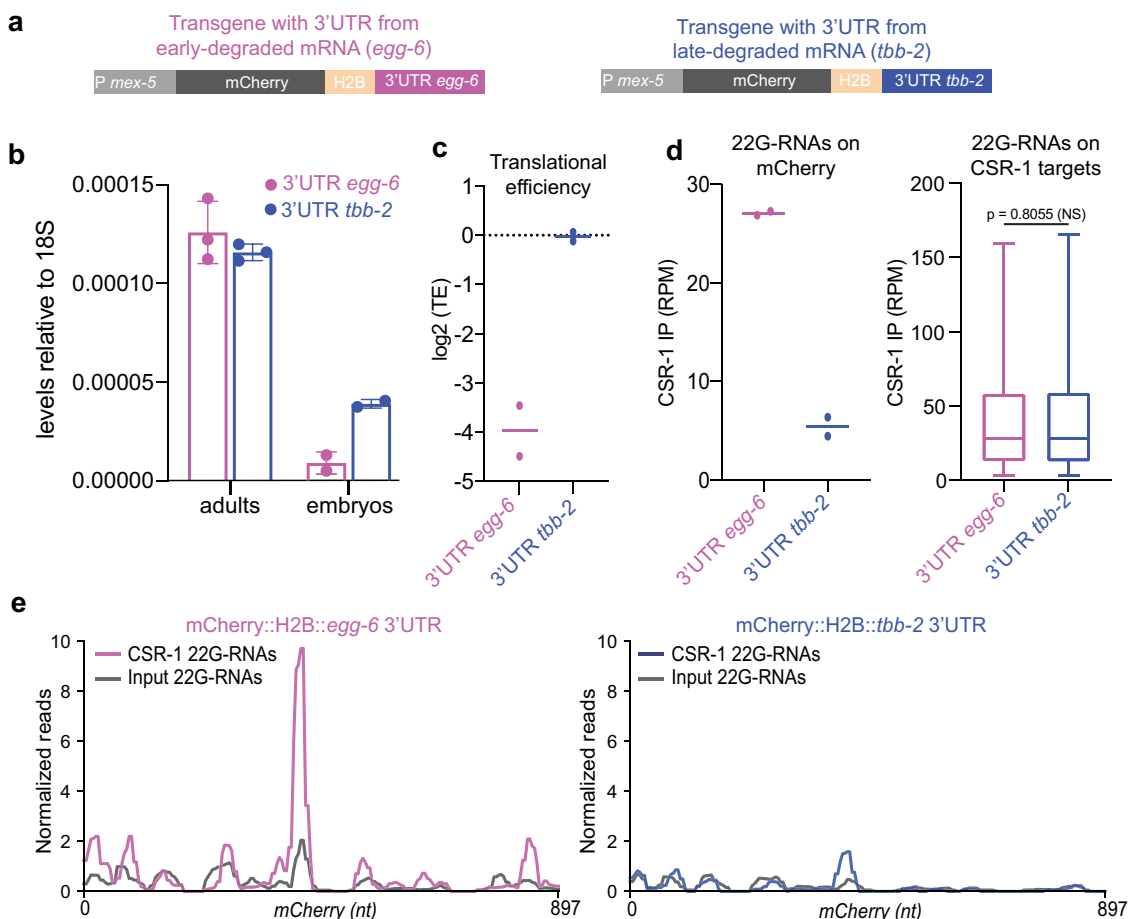 a
Transgene with 3'UTR from
early-degraded mRNA (egg-6)
P mex-5 mCherry H2B 3'UTR egg-6
Transgene with 3'UTR from
late-degraded mRNA (tbb-2)
P mex-5 mCherry H2B 3'UTR tbb-2
b
levels relative to 18S
0.00015
0.00010
0.00005
0.00000
3'UTR egg-6
3'UTR tbb-2
adults embryos
c
Translational
efficiency
log2 (TE)
1
0
-1
-2
-3
-4
-5
3'UTR egg-6
3'UTR tbb-2
d
22G-RNAs on
mCherry
CSR-1 IP (RPM)
30
20
10
0
3'UTR egg-6
3'UTR tbb-2
22G-RNAs on
CSR-1 targets
CSR-1 IP (RPM)
200
150
100
50
0
p = 0.8055 (NS)
3'UTR egg-6
3'UTR tbb-2
e
mCherry::H2B::egg-6 3'UTR
CSR-1 22G-RNAs
Input 22G-RNAs
Normalized reads
10
8
6
4
2
0
0 mCherry (nt) 897
mCherry::H2B::tbb-2 3'UTR
CSR-1 22G-RNAs
Input 22G-RNAs
Normalized reads
10
8
6
4
2
0
0 mCherry (nt) 897